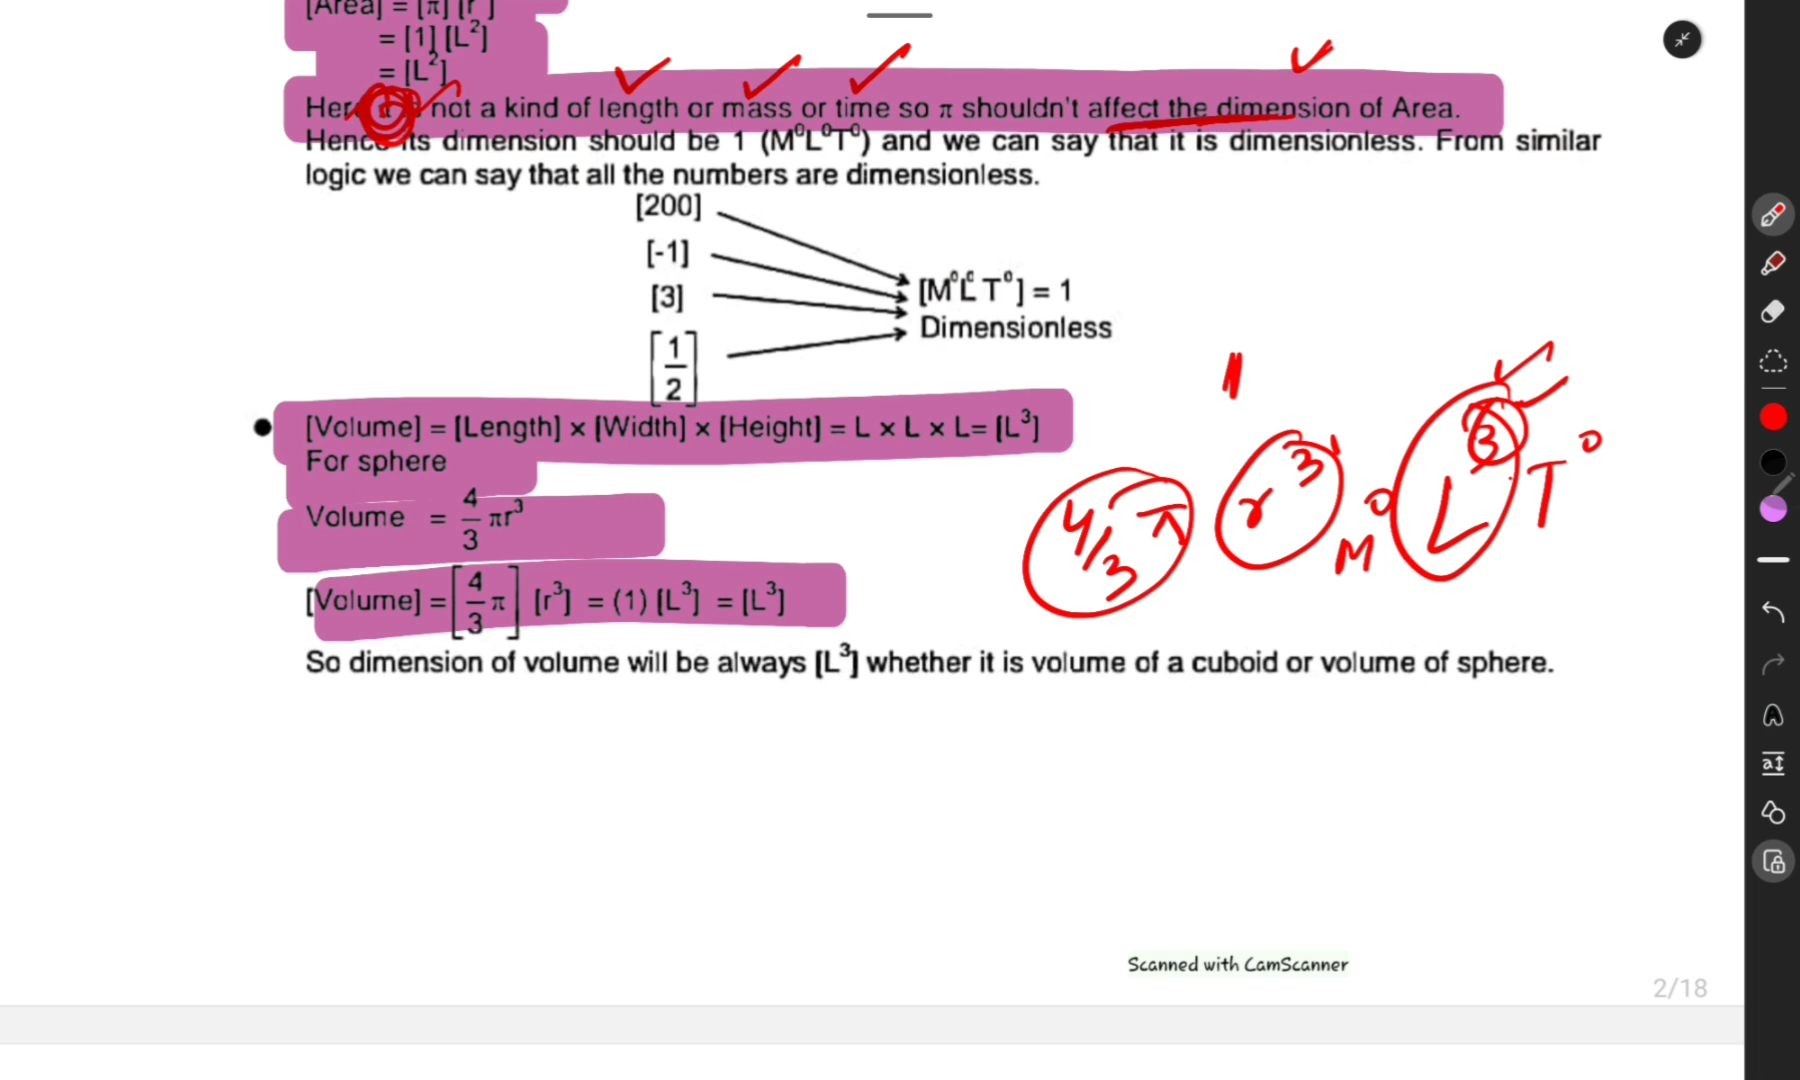 [Area] = [π] [r²]
= [1] [L²]
= [L²]
Here π not a kind of length or mass or time so π shouldn't affect the dimension of Area.
Hence its dimension should be 1 (M⁰L⁰T⁰) and we can say that it is dimensionless. From similar
logic we can say that all the numbers are dimensionless.
[200]
[-1]
[3]
[1/2]
[M⁰L⁰T⁰] = 1
Dimensionless
[Volume] = [Length] × [Width] × [Height] = L × L × L= [L³]
For sphere
Volume = 4/3 πr³
[Volume] = [4/3 π] [r³] = (1) [L³] = [L³]
4/3 π r³ M⁰ L³ T⁰
So dimension of volume will be always [L³] whether it is volume of a cuboid or volume of sphere.
Scanned with CamScanner
2/18